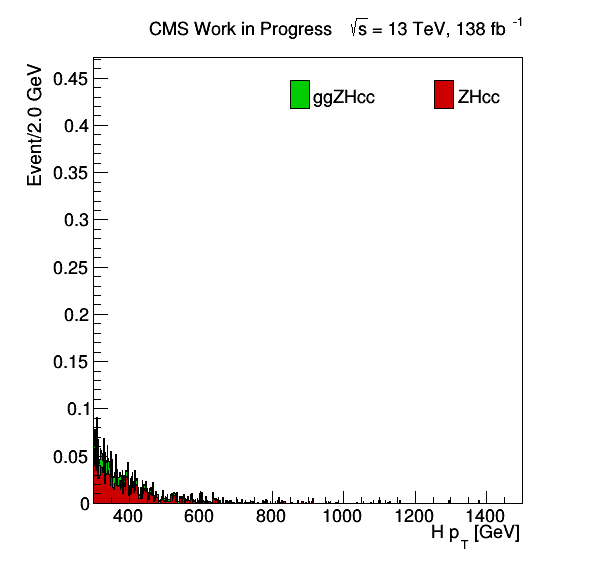 CMS Work in Progress √s = 13 TeV, 138 fb⁻¹
Event/2.0 GeV
ggZHcc ZHcc
0.45
0.4
0.35
0.3
0.25
0.2
0.15
0.1
0.05
0
400 600 800 1000 1200 1400
H p_T [GeV]